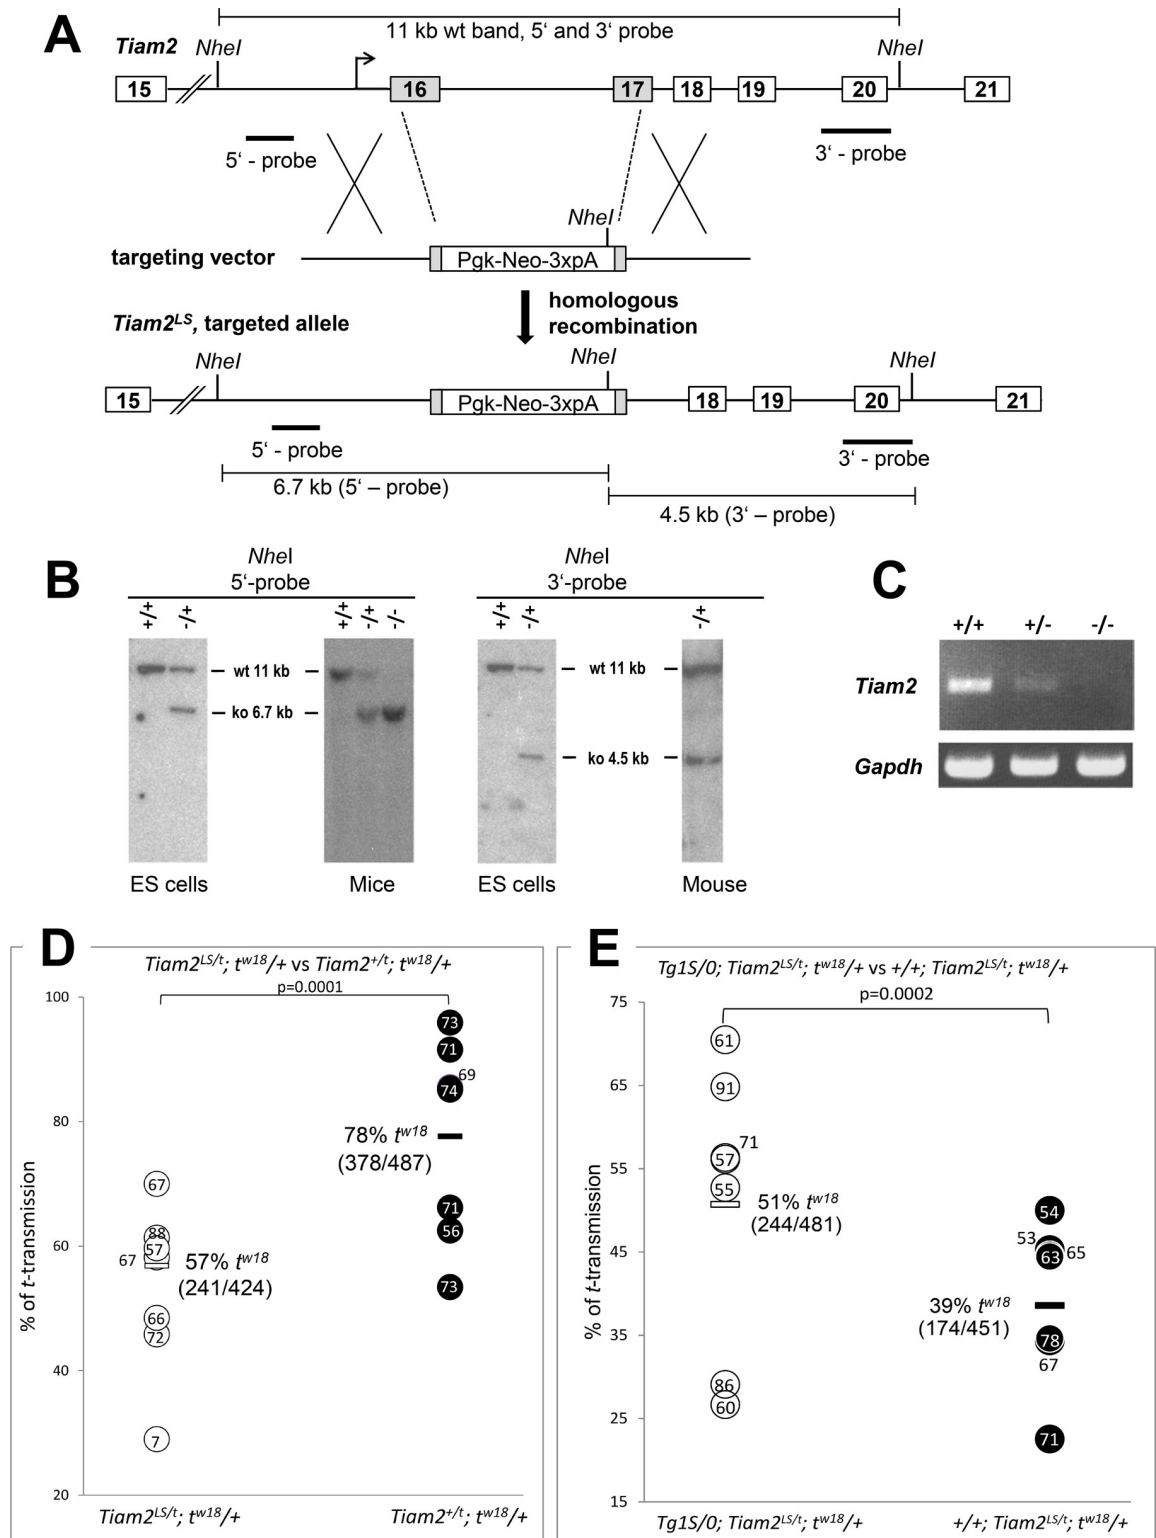 A
11 kb wt band, 5‘ and 3‘ probe
Tiam2 NheI NheI
15 16 17 18 19 20 21
5‘ - probe 3‘ - probe
NheI
targeting vector Pgk-Neo-3xpA
homologous
recombination
Tiam2LS, targeted allele
NheI NheI NheI
15 Pgk-Neo-3xpA 18 19 20 21
5‘ - probe 3‘ - probe
6.7 kb (5‘ – probe)
4.5 kb (3‘ – probe)
B
NheI
5‘-probe
+/+ -/+ +/+ -/+ -/-
wt 11 kb
ko 6.7 kb
ES cells Mice
NheI
3‘-probe
+/+ -/+ -/+
wt 11 kb
ko 4.5 kb
ES cells Mouse
C
+/+ +/- -/-
Tiam2
Gapdh
D
Tiam2LS/t; tw18/+ vs Tiam2+/t; tw18/+
p=0.0001
% of t-transmission
100
80
60
40
20
67
88
57
67
66
72
7
57% tw18
(241/424)
73
71
69
74
78% tw18
(378/487)
71
56
73
Tiam2LS/t; tw18/+ Tiam2+/t; tw18/+
E
Tg1S/0; Tiam2LS/t; tw18/+ vs +/+; Tiam2LS/t; tw18/+
p=0.0002
% of t-transmission
75
65
55
45
35
25
15
61
91
71
57
55
51% tw18
(244/481)
86
60
54
53
65
63
39% tw18
(174/451)
78
67
71
Tg1S/0; Tiam2LS/t; tw18/+ +/+; Tiam2LS/t; tw18/+